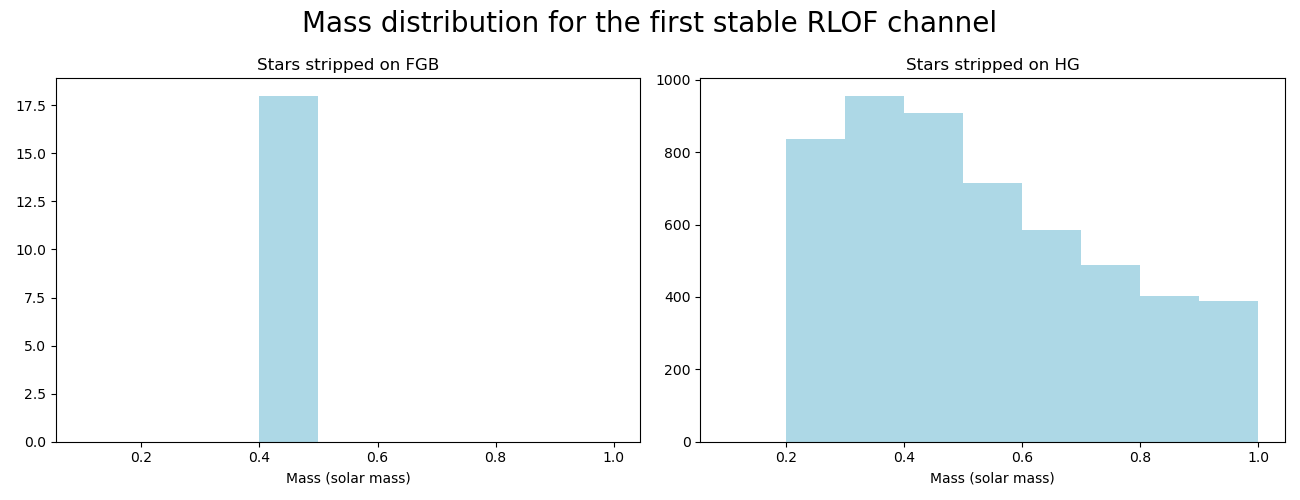 Mass distribution for the first stable RLOF channel
Stars stripped on FGB
17.5
15.0
12.5
10.0
7.5
5.0
2.5
0.0
0.2 0.4 0.6 0.8 1.0
Mass (solar mass)
Stars stripped on HG
1000
800
600
400
200
0
0.2 0.4 0.6 0.8 1.0
Mass (solar mass)